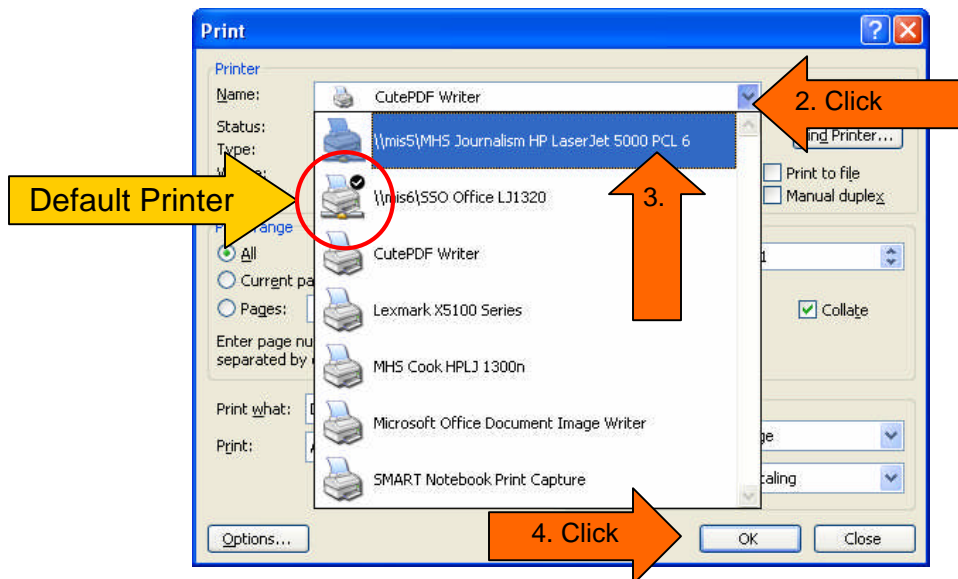 Print
Printer
Name: CutePDF Writer
2. Click
Status:
Printer...
Type:
\\mis5\MHS Journalism HP LaserJet 5000 PCL 6
Print to file
Default Printer
\\mis6\SSO Office LJ1320
3.
Manual duplex
All
CutePDF Writer
1
Current
Pages:
Lexmark X5100 Series
Collate
Enter page
separated by
MHS Cook HPLJ 1300n
Print what:
Microsoft Office Document Image Writer
Print:
SMART Notebook Print Capture
4. Click
Options...
OK
Close